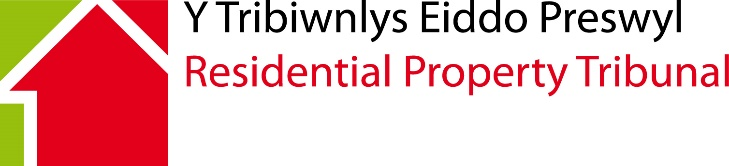 Y Tribiwnlys Eiddo Preswyl
Residential Property Tribunal